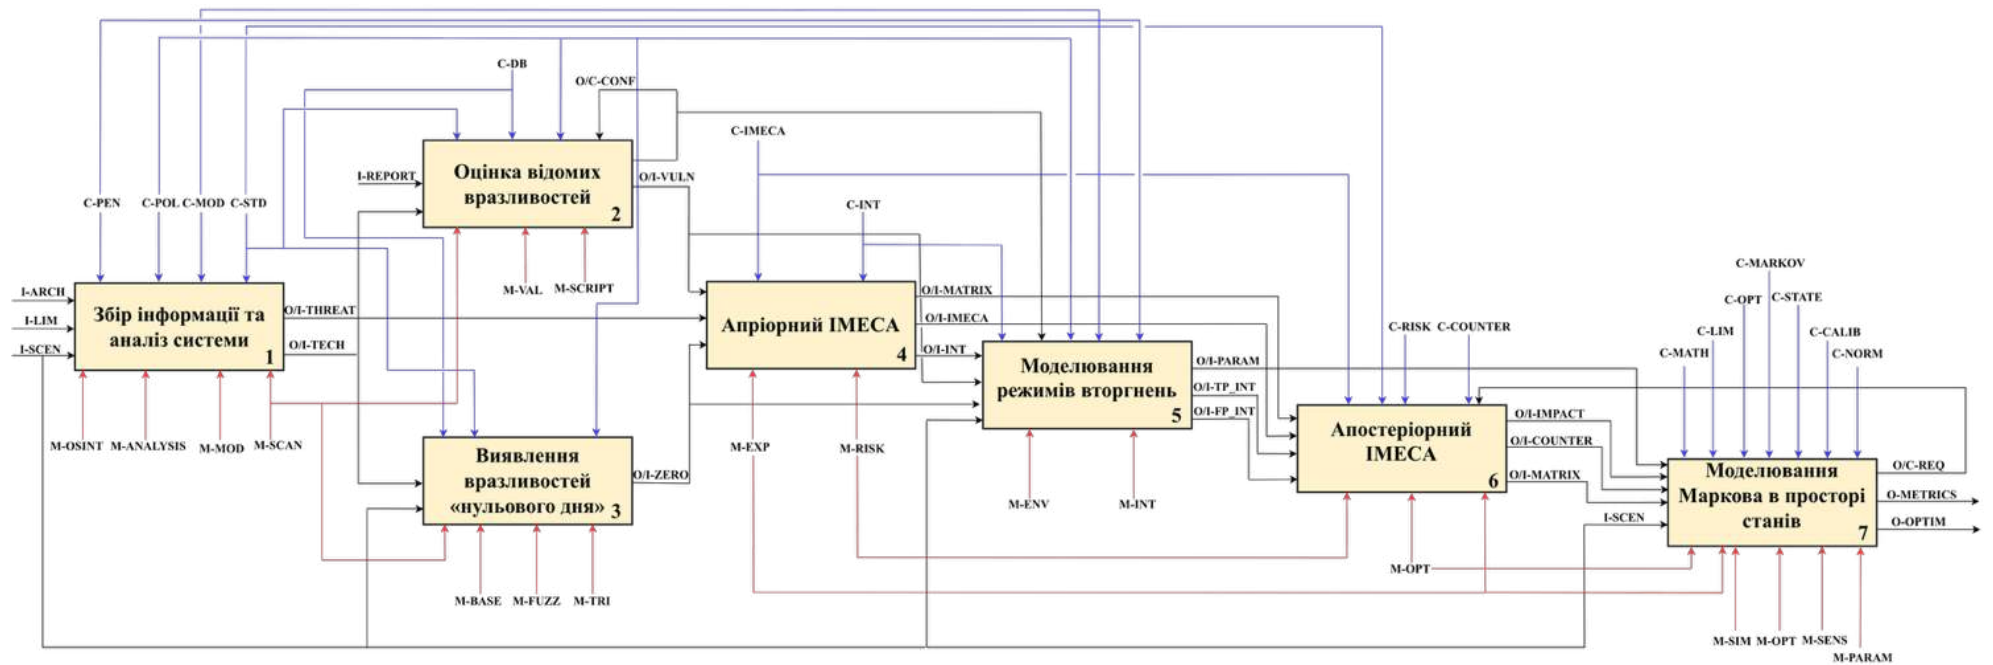 C-DB
O/C-CONF
C-IMECA
I-REPORT
Оцінка відомих
вразливостей
2
O/I-VULN
C-PEN
C-POL
C-MOD
C-STD
C-INT
M-VAL
M-SCRIPT
I-ARCH
I-LIM
I-SCEN
Збір інформації та
аналіз системи
1
O/I-THREAT
O/I-TECH
Апріорний IMECA
4
O/I-MATRIX
O/I-IMECA
O/I-INT
C-MARKOV
C-OPT
C-STATE
C-RISK
C-COUNTER
C-LIM
C-CALIB
C-MATH
C-NORM
Моделювання
режимів вторгнень
5
O/I-PARAM
O/I-TP_INT
O/I-FP_INT
M-OSINT
M-ANALYSIS
M-MOD
M-SCAN
M-EXP
M-RISK
Апостеріорний
IMECA
6
O/I-IMPACT
O/I-COUNTER
O/I-MATRIX
Виявлення
вразливостей
«нульового дня»
3
O/I-ZERO
M-ENV
M-INT
I-SCEN
Моделювання
Маркова в просторі
станів
7
O/C-REQ
O-METRICS
O-OPTIM
M-OPT
M-BASE
M-FUZZ
M-TRI
M-SIM
M-OPT
M-SENS
M-PARAM